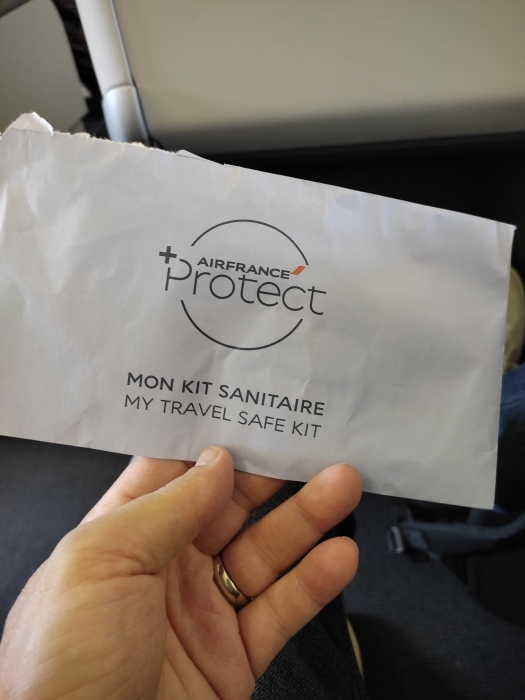 AIRFRANCE
+Protect
MON KIT SANITAIRE
MY TRAVEL SAFE KIT